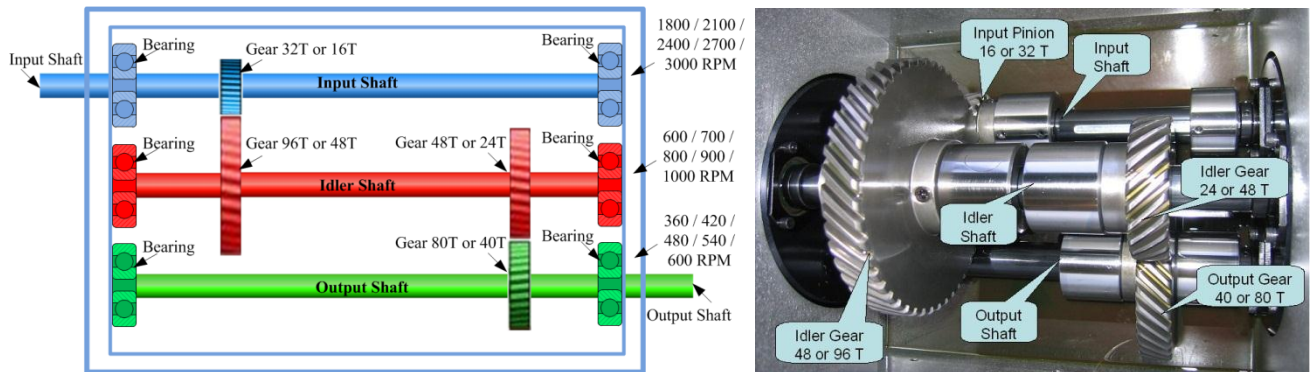 1800 / 2100 /
2400 / 2700 /
3000 RPM
Bearing
Gear 32T or 16T
Bearing
Input Shaft
Input Shaft
Bearing
Gear 96T or 48T
Gear 48T or 24T
Bearing
600 / 700 /
800 / 900 /
1000 RPM
Idler Shaft
360 / 420 /
480 / 540 /
600 RPM
Bearing
Gear 80T or 40T
Bearing
Output Shaft
Output Shaft
Input Pinion
16 or 32 T
Input
Shaft
Idler Gear
24 or 48 T
Idler
Shaft
Output Gear
40 or 80 T
Output
Shaft
Idler Gear
48 or 96 T